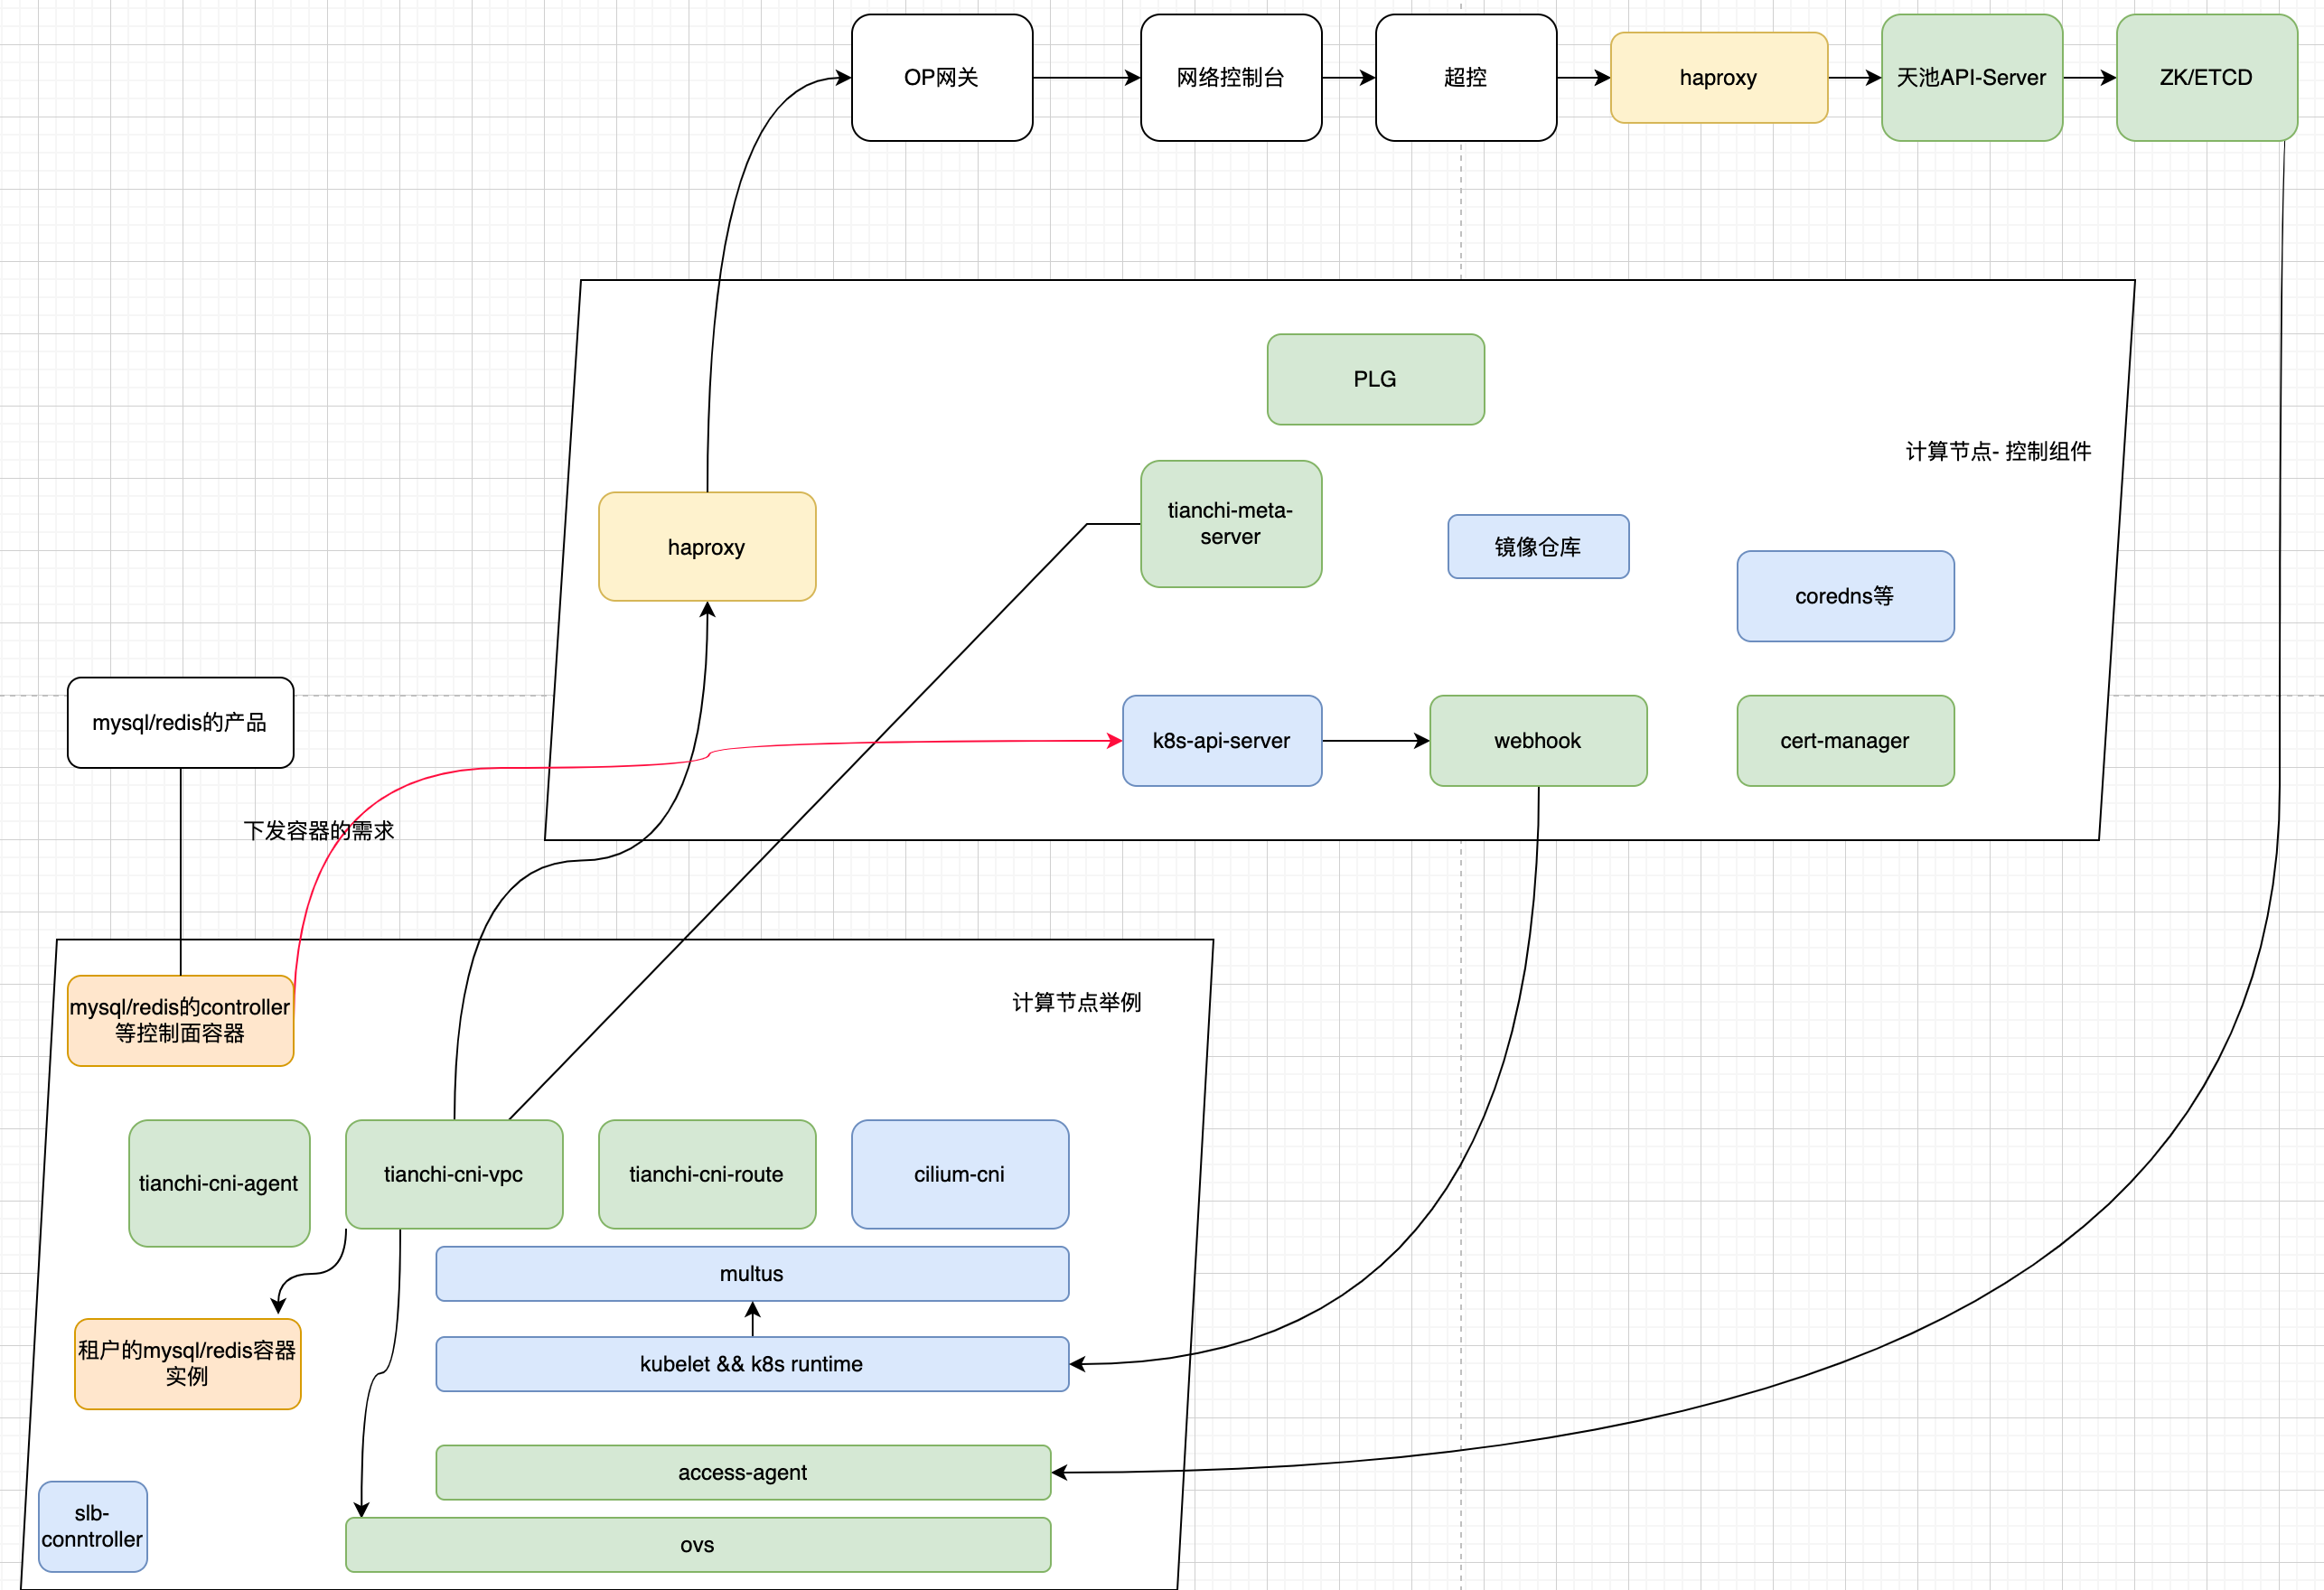 OP网关
网络控制台
超控
haproxy
天池API-Server
ZK/ETCD
PLG
计算节点- 控制组件
tianchi-meta-
server
haproxy
镜像仓库
coredns等
mysql/redis的产品
k8s-api-server
webhook
cert-manager
下发容器的需求
mysql/redis的controller
等控制面容器
计算节点举例
tianchi-cni-agent
tianchi-cni-vpc
tianchi-cni-route
cilium-cni
multus
租户的mysql/redis容器
实例
kubelet && k8s runtime
access-agent
slb-
conntroller
ovs